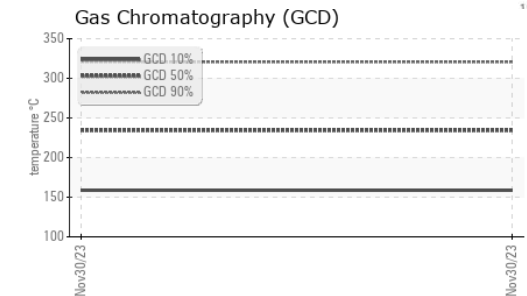 Gas Chromatography (GCD)
350
300
250
200
150
100
temperature °C
GCD 10%
GCD 50%
GCD 90%
Nov30/23
Nov30/23